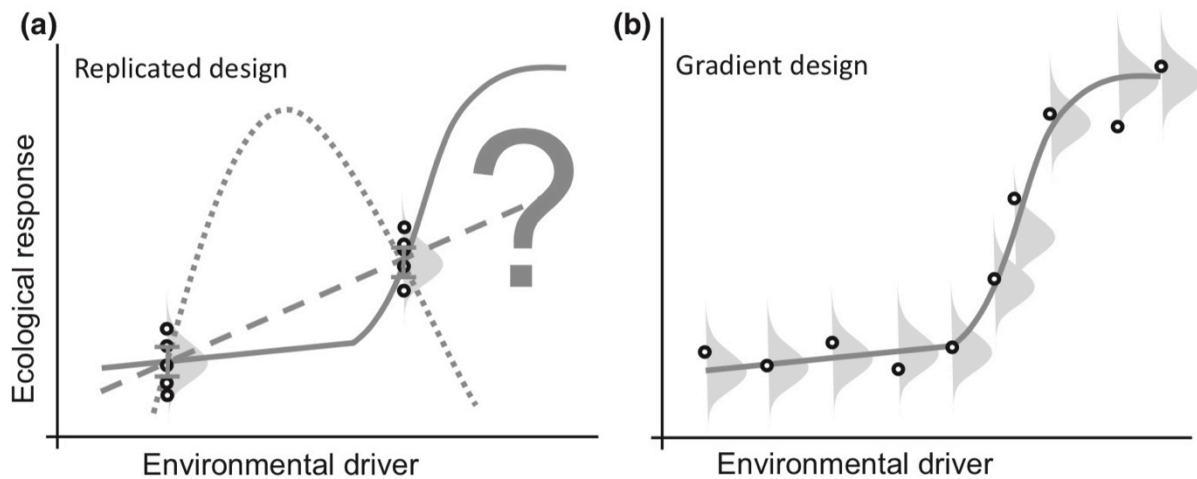 (a)
Replicated design
?
Ecological response
Environmental driver
(b)
Gradient design
Environmental driver